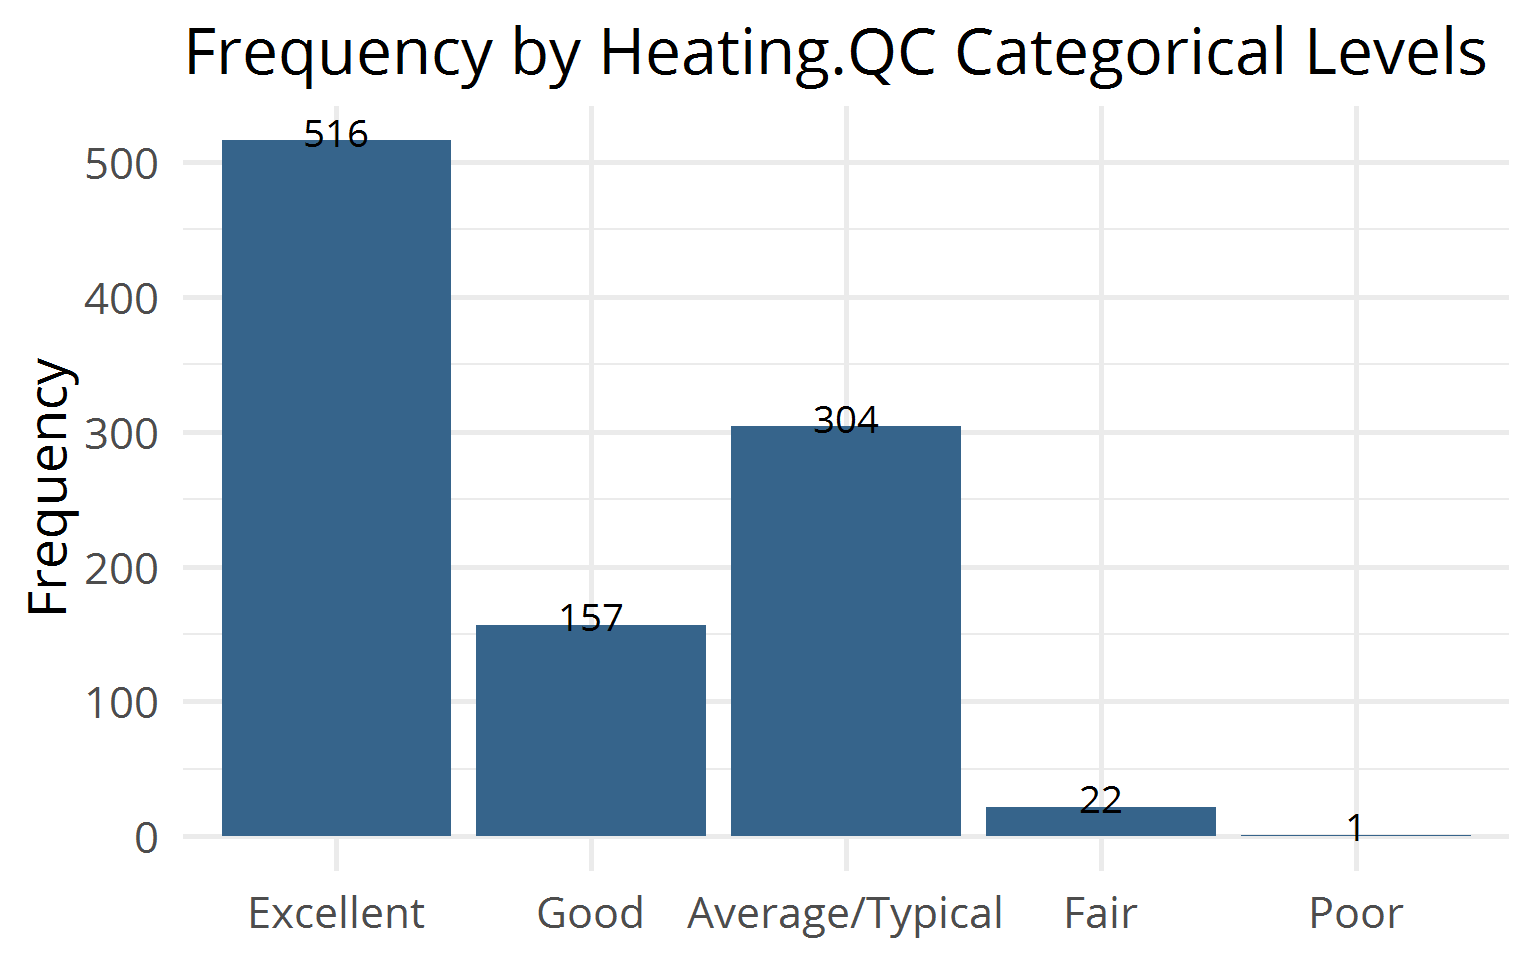 Frequency by Heating.QC Categorical Levels
Frequency
500
400
300
200
100
0
516
157
304
22
1
Excellent
Good
Average/Typical
Fair
Poor